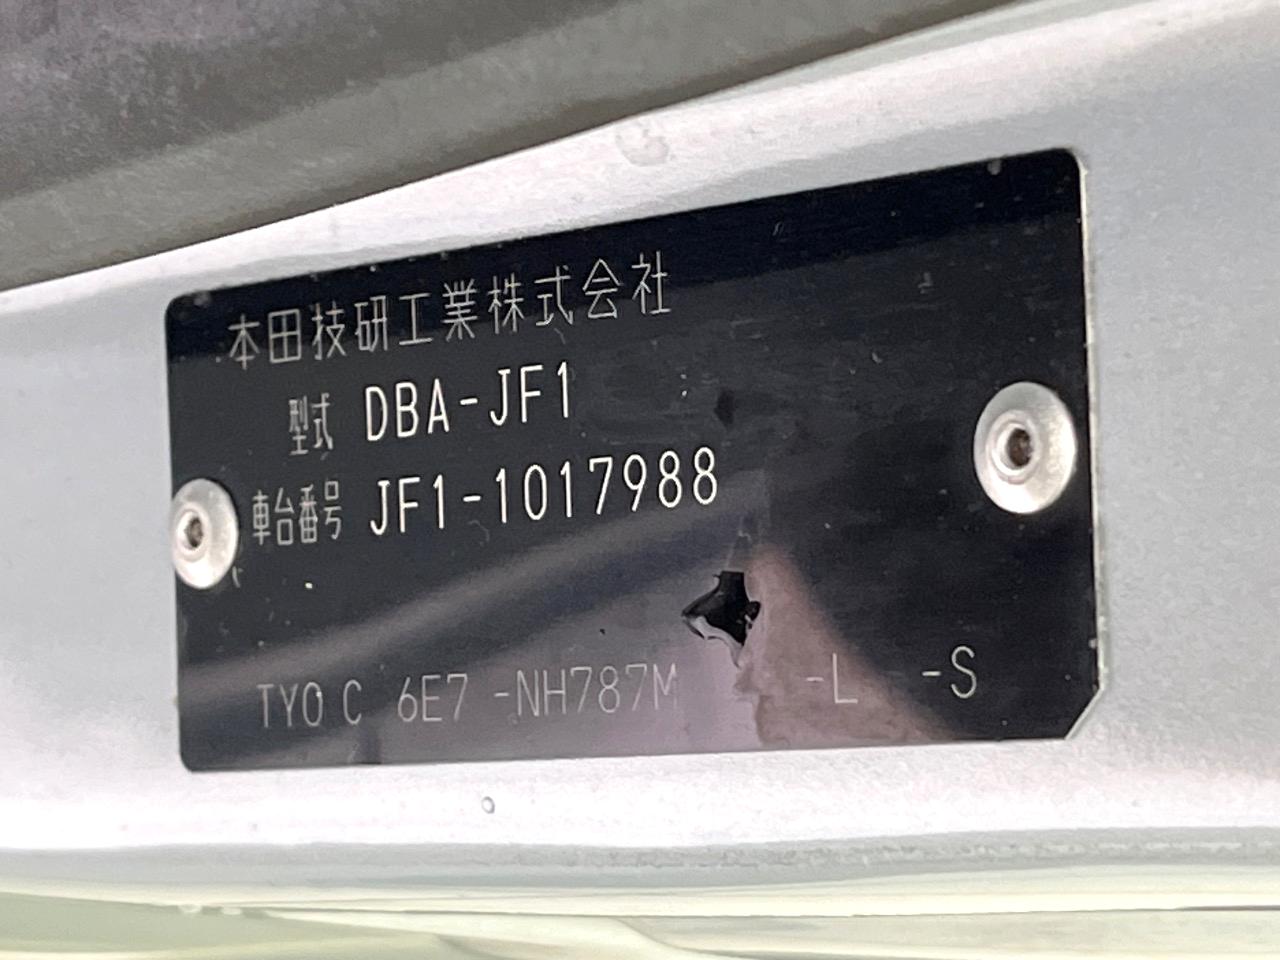 本田技研工業株式会社
型式 DBA-JF1
車台番号 JF1-1017988
TYO C 6E7 -NH787M -L -S